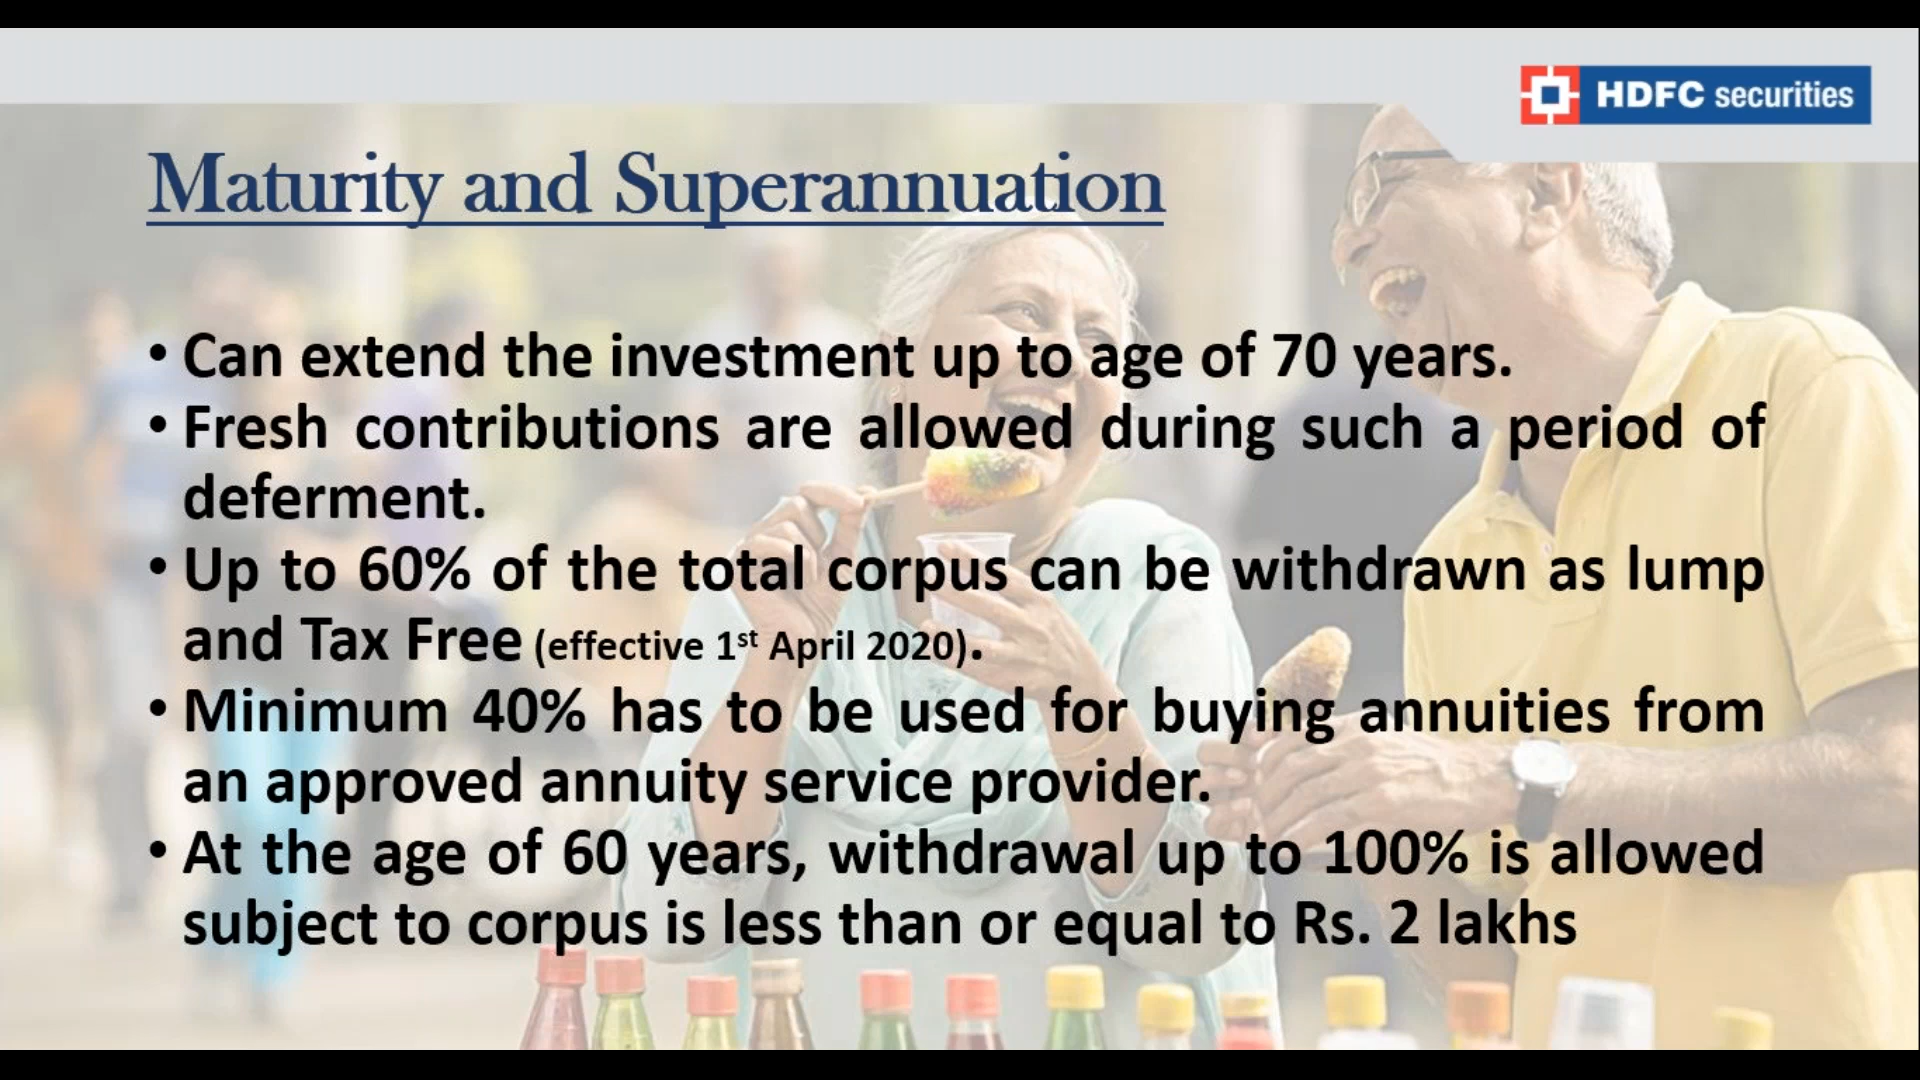 HDFC securities
Maturity and Superannuation
• Can extend the investment up to age of 70 years.
• Fresh contributions are allowed during such a period of
deferment.
• Up to 60% of the total corpus can be withdrawn as lump
and Tax Free (effective 1st April 2020).
• Minimum 40% has to be used for buying annuities from
an approved annuity service provider.
• At the age of 60 years, withdrawal up to 100% is allowed
subject to corpus is less than or equal to Rs. 2 lakhs